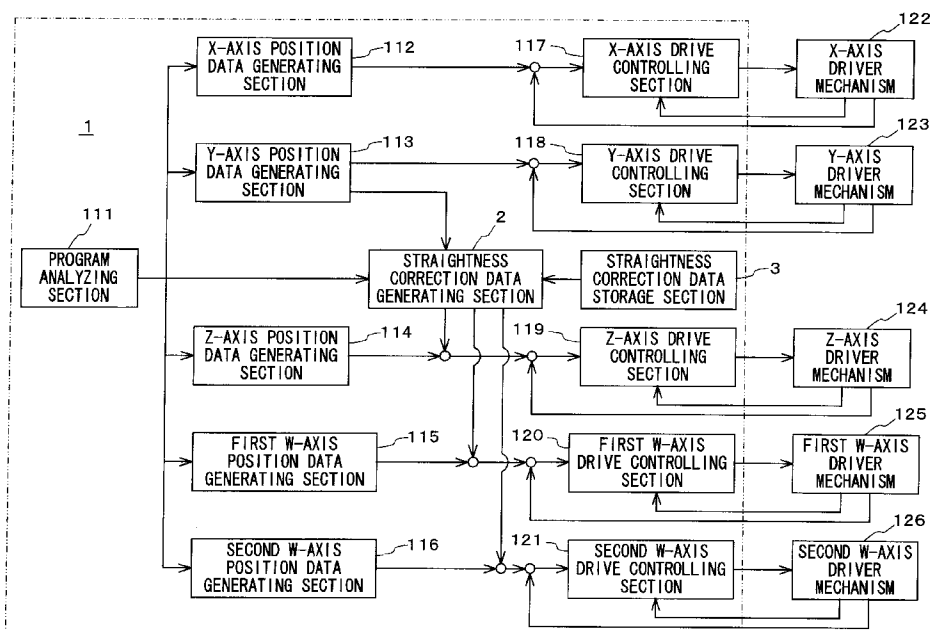 1
111
PROGRAM
ANALYZING
SECTION
X-AXIS POSITION
DATA GENERATING
SECTION
112
117
X-AXIS DRIVE
CONTROLLING
SECTION
122
X-AXIS
DRIVER
MECHANISM
Y-AXIS POSITION
DATA GENERATING
SECTION
113
118
Y-AXIS DRIVE
CONTROLLING
SECTION
123
Y-AXIS
DRIVER
MECHANISM
2
STRAIGHTNESS
CORRECTION DATA
GENERATING SECTION
STRAIGHTNESS
CORRECTION DATA
STORAGE SECTION
3
Z-AXIS POSITION
DATA GENERATING
SECTION
114
119
Z-AXIS DRIVE
CONTROLLING
SECTION
124
Z-AXIS
DRIVER
MECHANISM
FIRST W-AXIS
POSITION DATA
GENERATING SECTION
115
120
FIRST W-AXIS
DRIVE CONTROLLING
SECTION
125
FIRST W-AXIS
DRIVER
MECHANISM
SECOND W-AXIS
POSITION DATA
GENERATING SECTION
116
121
SECOND W-AXIS
DRIVE CONTROLLING
SECTION
126
SECOND W-AXIS
DRIVER
MECHANISM